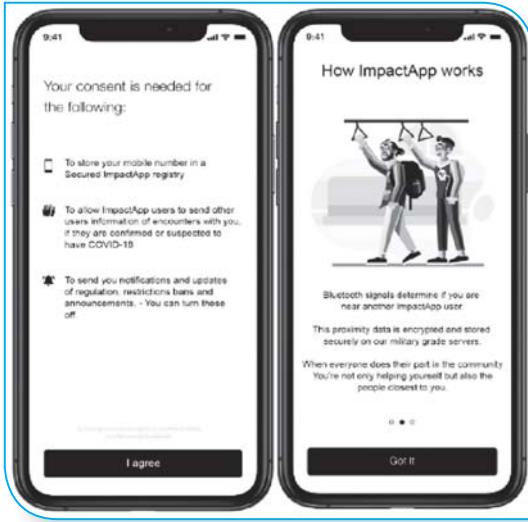 9:41
Your consent is needed for
the following:
To store your mobile number in a
Secured ImpactApp registry
To allow ImpactApp users to send other
users information of encounters with you,
if they are confirmed or suspected to
have COVID-19
To send you notifications and updates
of regulation, restrictions bans and
announcements. - You can turn these
off
I agree
9:41
How ImpactApp works
Bluetooth signals determine if you are
near another ImpactApp user
This proximity data is encrypted and stored
securely on our military grade servers.
When everyone does their part in the community
You're not only helping yourself but also the
people closest to you.
Got It